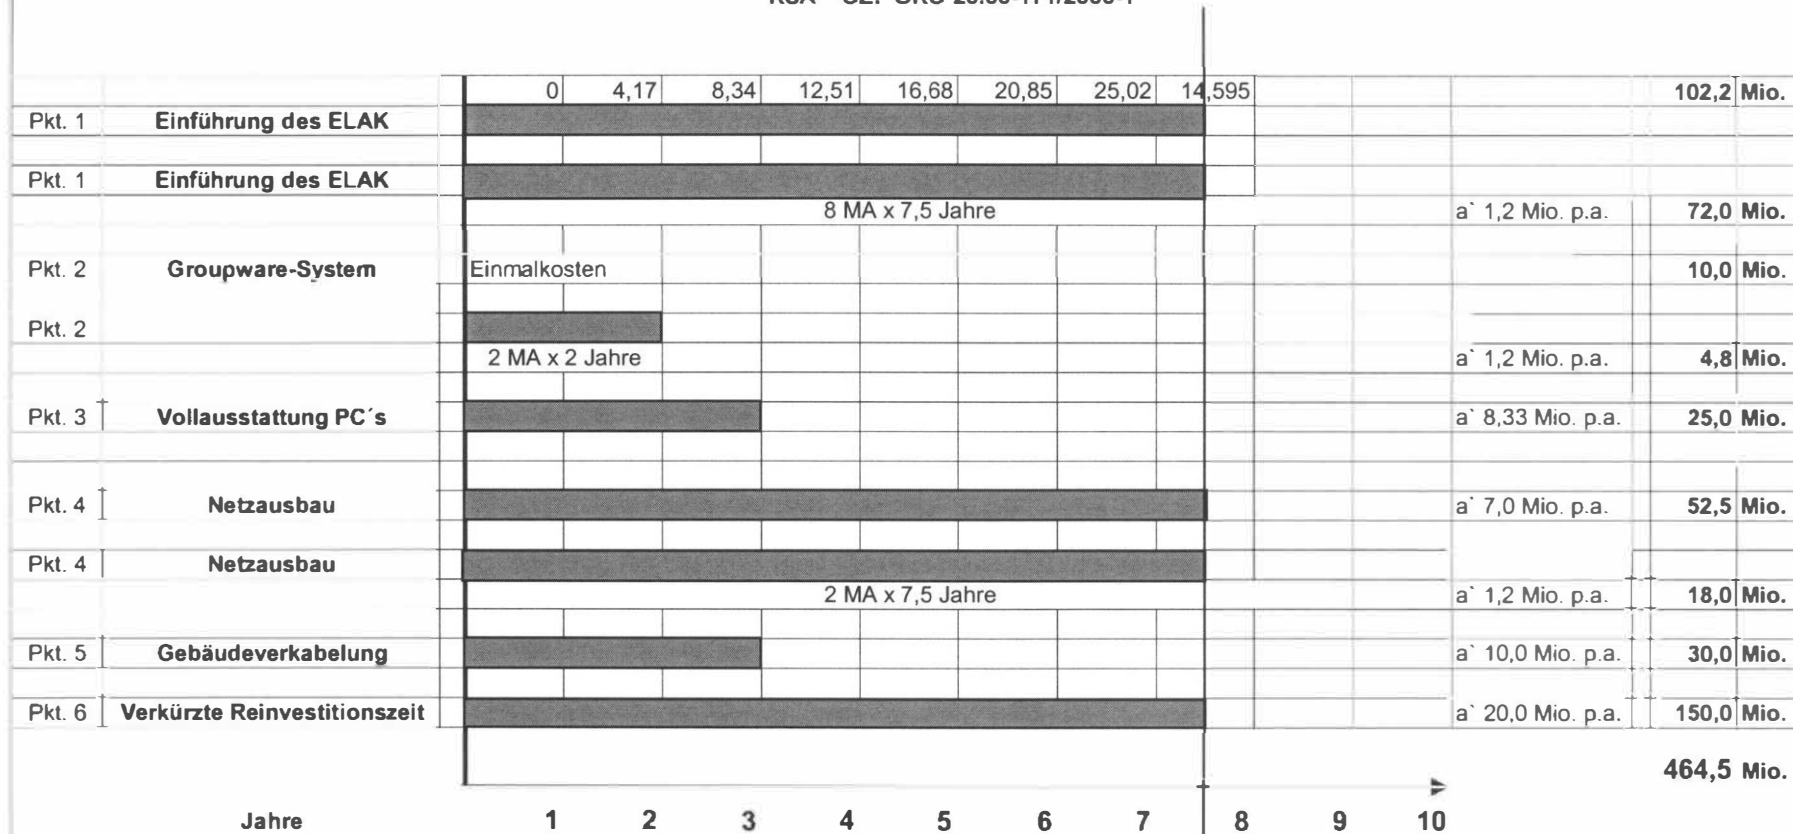 0 4,17 8,34 12,51 16,68 20,85 25,02 14,595 102,2 Mio.
Pkt. 1 Einführung des ELAK
Pkt. 1 Einführung des ELAK
8 MA x 7,5 Jahre a` 1,2 Mio. p.a. 72,0 Mio.
Pkt. 2 Groupware-System Einmalkosten 10,0 Mio.
Pkt. 2
2 MA x 2 Jahre a` 1,2 Mio. p.a. 4,8 Mio.
Pkt. 3 Vollausstattung PC´s a` 8,33 Mio. p.a. 25,0 Mio.
Pkt. 4 Netzausbau a` 7,0 Mio. p.a. 52,5 Mio.
Pkt. 4 Netzausbau
2 MA x 7,5 Jahre a` 1,2 Mio. p.a. 18,0 Mio.
Pkt. 5 Gebäudeverkabelung a` 10,0 Mio. p.a. 30,0 Mio.
Pkt. 6 Verkürzte Reinvestitionszeit a` 20,0 Mio. p.a. 150,0 Mio.
464,5 Mio.
Jahre 1 2 3 4 5 6 7 8 9 10